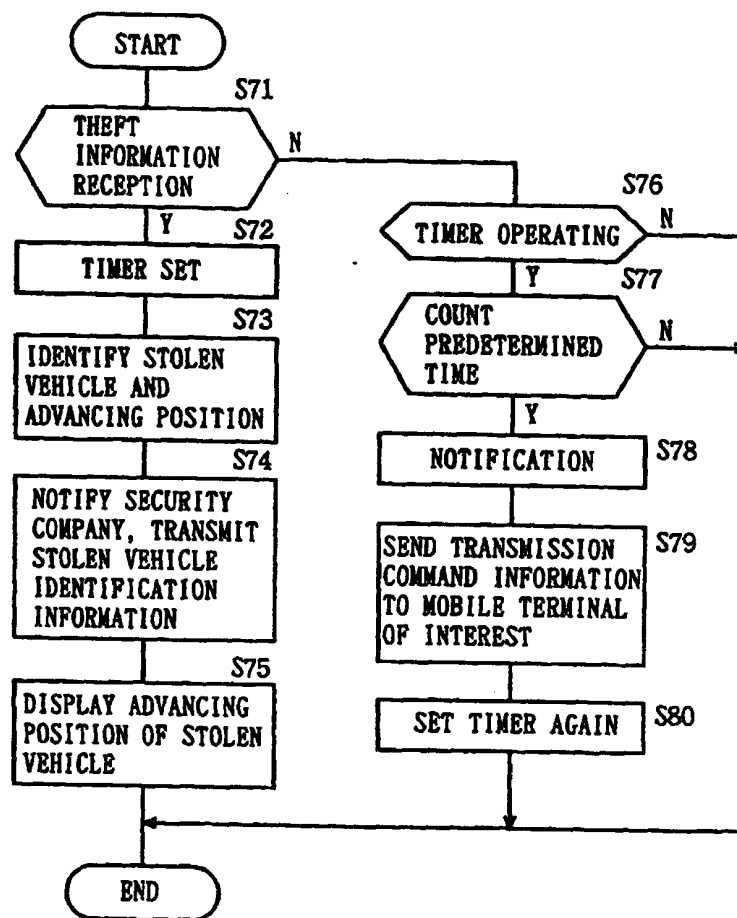 START
S71
THEFT
INFORMATION
RECEPTION
N
Y
S72
TIMER SET
S73
IDENTIFY STOLEN
VEHICLE AND
ADVANCING POSITION
S74
NOTIFY SECURITY
COMPANY, TRANSMIT
STOLEN VEHICLE
IDENTIFICATION
INFORMATION
S75
DISPLAY ADVANCING
POSITION OF STOLEN
VEHICLE
END
S76
TIMER OPERATING
N
Y
S77
COUNT
PREDETERMINED
TIME
N
Y
S78
NOTIFICATION
S79
SEND TRANSMISSION
COMMAND INFORMATION
TO MOBILE TERMINAL
OF INTEREST
S80
SET TIMER AGAIN